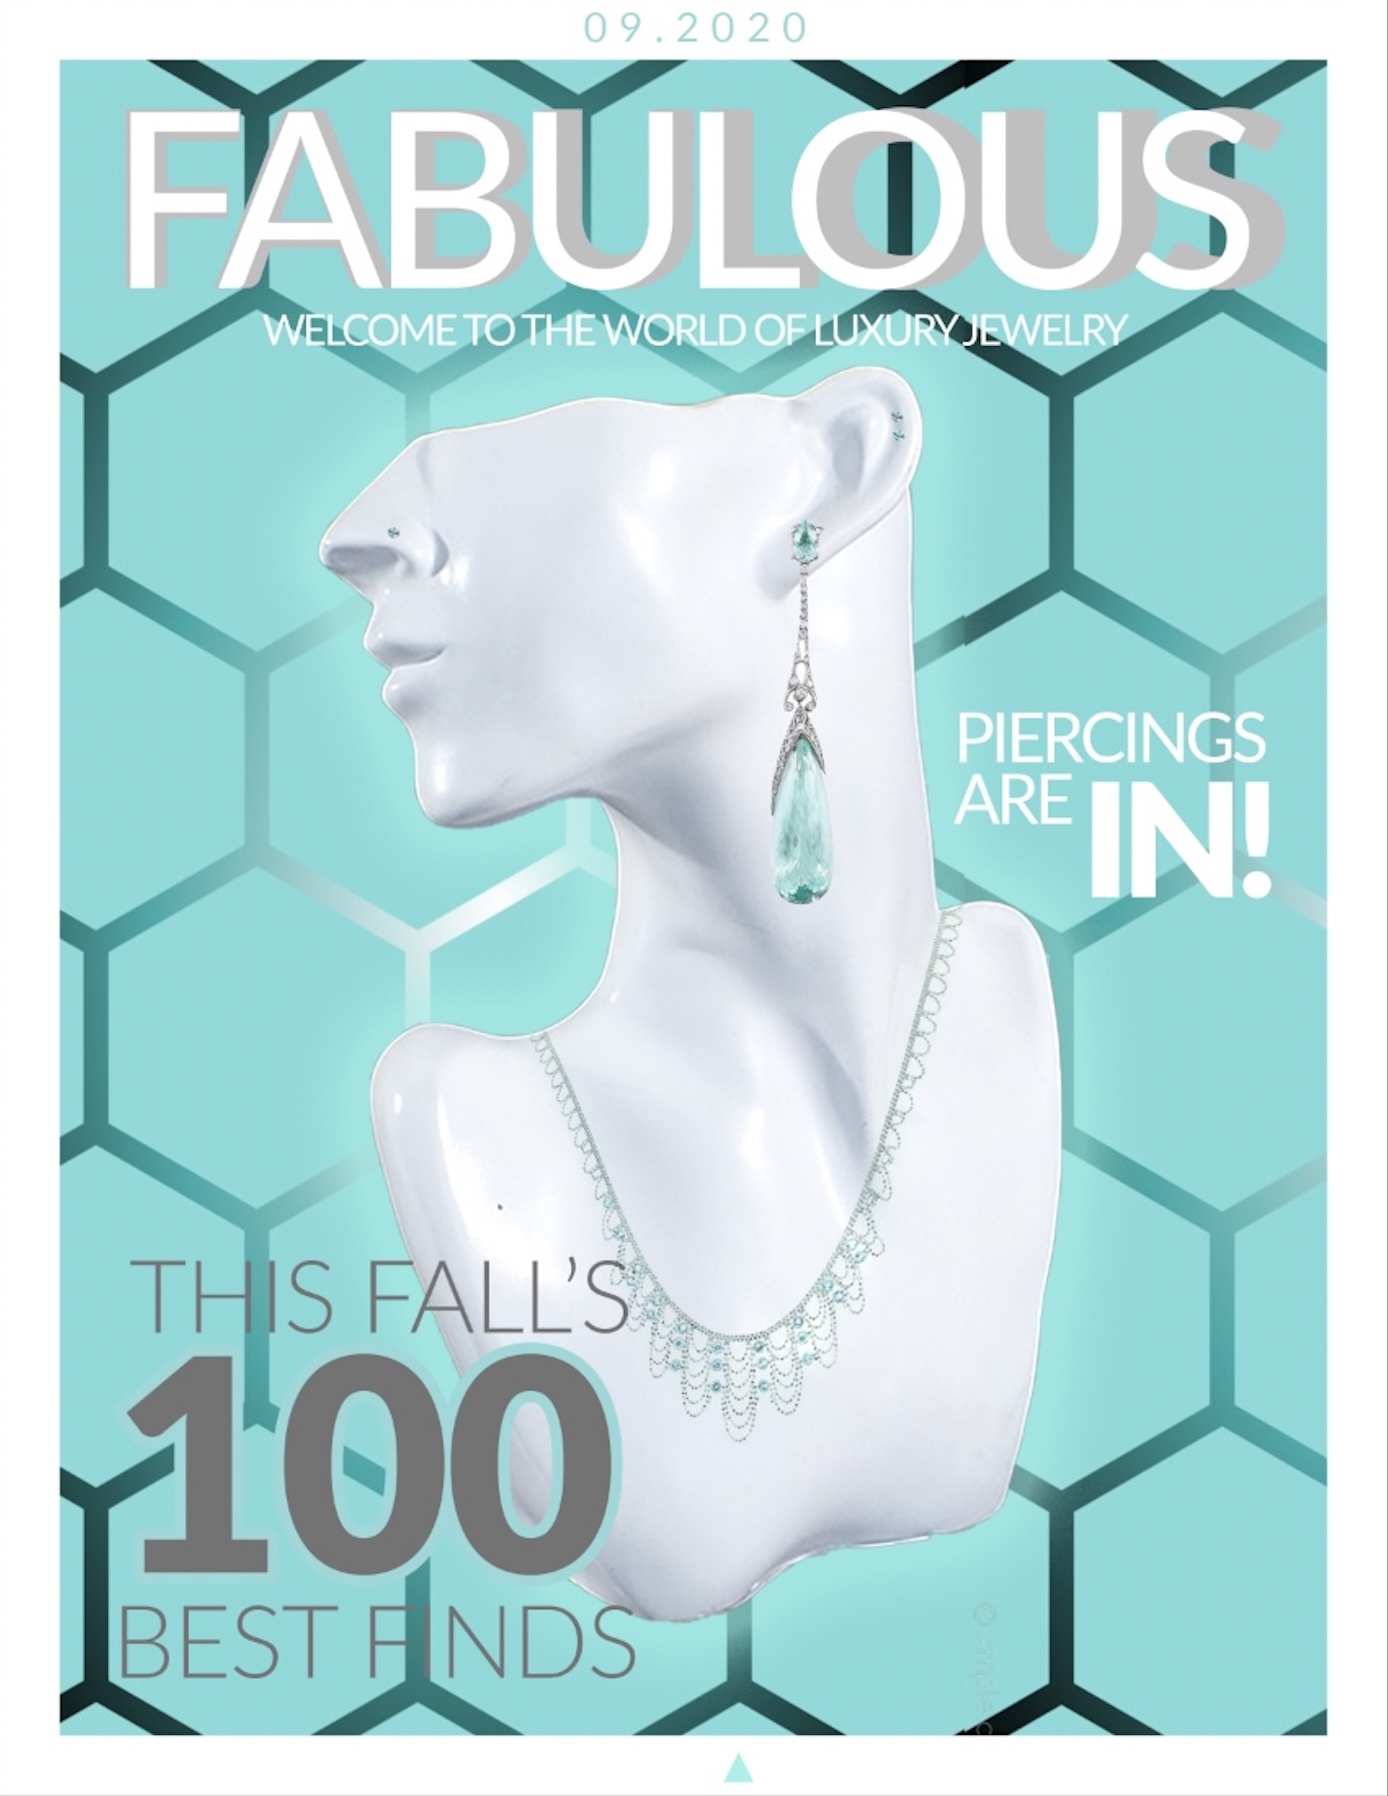 09.2020
FABULOUS
WELCOME TO THE WORLD OF LUXURY JEWELRY
PIERCINGS
ARE IN!
THIS FALL'S
100
BEST FINDS